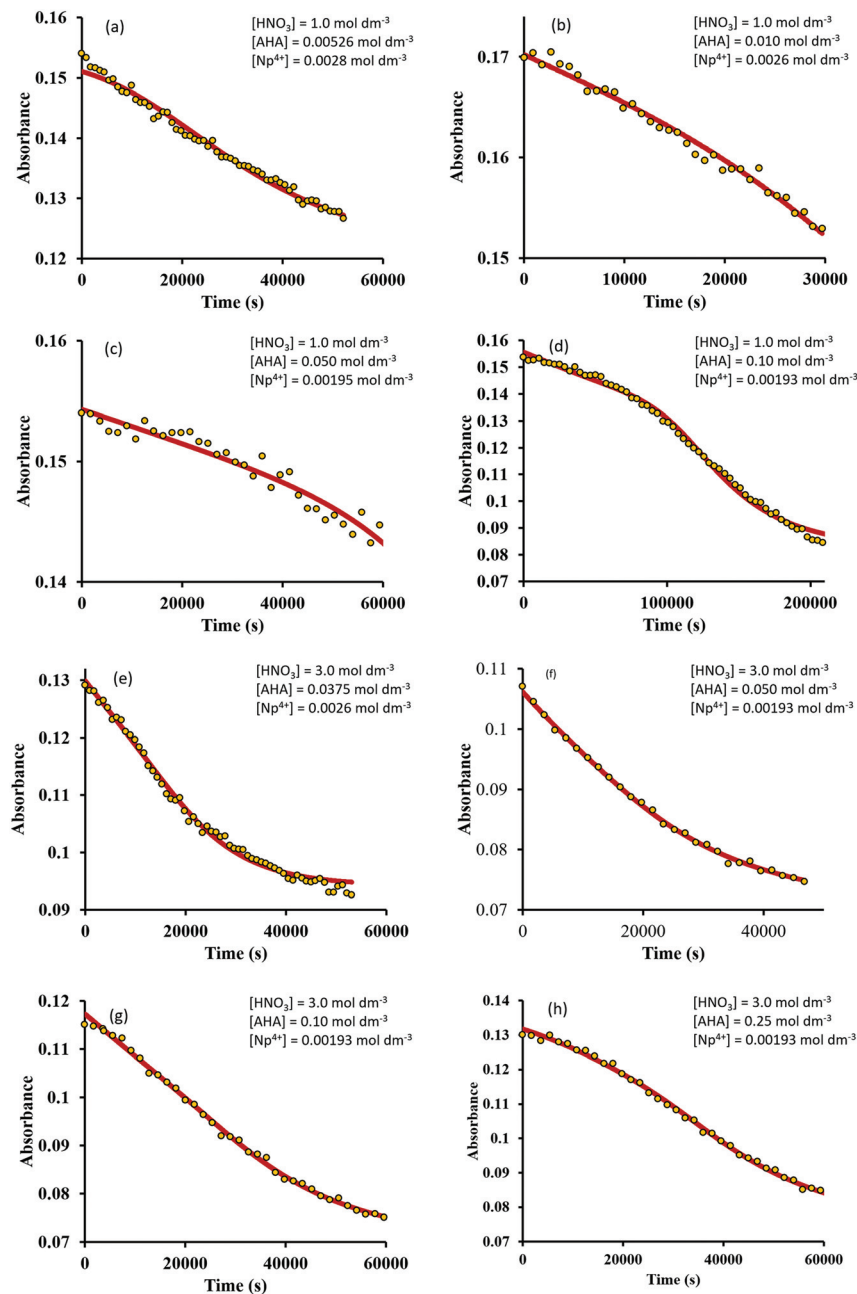 (a)
[HNO3] = 1.0 mol dm-3
[AHA] = 0.00526 mol dm-3
[Np4+] = 0.0028 mol dm-3
0.16
0.15
0.14
0.13
0.12
Absorbance
0
20000
40000
60000
Time (s)
(b)
[HNO3] = 1.0 mol dm-3
[AHA] = 0.010 mol dm-3
[Np4+] = 0.0026 mol dm-3
0.17
0.16
0.15
Absorbance
0
10000
20000
30000
Time (s)
(c)
[HNO3] = 1.0 mol dm-3
[AHA] = 0.050 mol dm-3
[Np4+] = 0.00195 mol dm-3
0.16
0.15
0.14
Absorbance
0
20000
40000
60000
Time (s)
(d)
[HNO3] = 1.0 mol dm-3
[AHA] = 0.10 mol dm-3
[Np4+] = 0.00193 mol dm-3
0.16
0.15
0.14
0.13
0.12
0.11
0.10
0.09
0.08
0.07
Absorbance
0
100000
200000
Time (s)
(e)
[HNO3] = 3.0 mol dm-3
[AHA] = 0.0375 mol dm-3
[Np4+] = 0.0026 mol dm-3
0.13
0.12
0.11
0.1
0.09
Absorbance
0
20000
40000
60000
Time (s)
(f)
[HNO3] = 3.0 mol dm-3
[AHA] = 0.050 mol dm-3
[Np4+] = 0.00193 mol dm-3
0.11
0.1
0.09
0.08
0.07
Absorbance
0
20000
40000
Time (s)
(g)
[HNO3] = 3.0 mol dm-3
[AHA] = 0.10 mol dm-3
[Np4+] = 0.00193 mol dm-3
0.12
0.11
0.1
0.09
0.08
0.07
Absorbance
0
20000
40000
60000
Time (s)
(h)
[HNO3] = 3.0 mol dm-3
[AHA] = 0.25 mol dm-3
[Np4+] = 0.00193 mol dm-3
0.14
0.13
0.12
0.11
0.1
0.09
0.08
0.07
Absorbance
0
20000
40000
60000
Time (s)